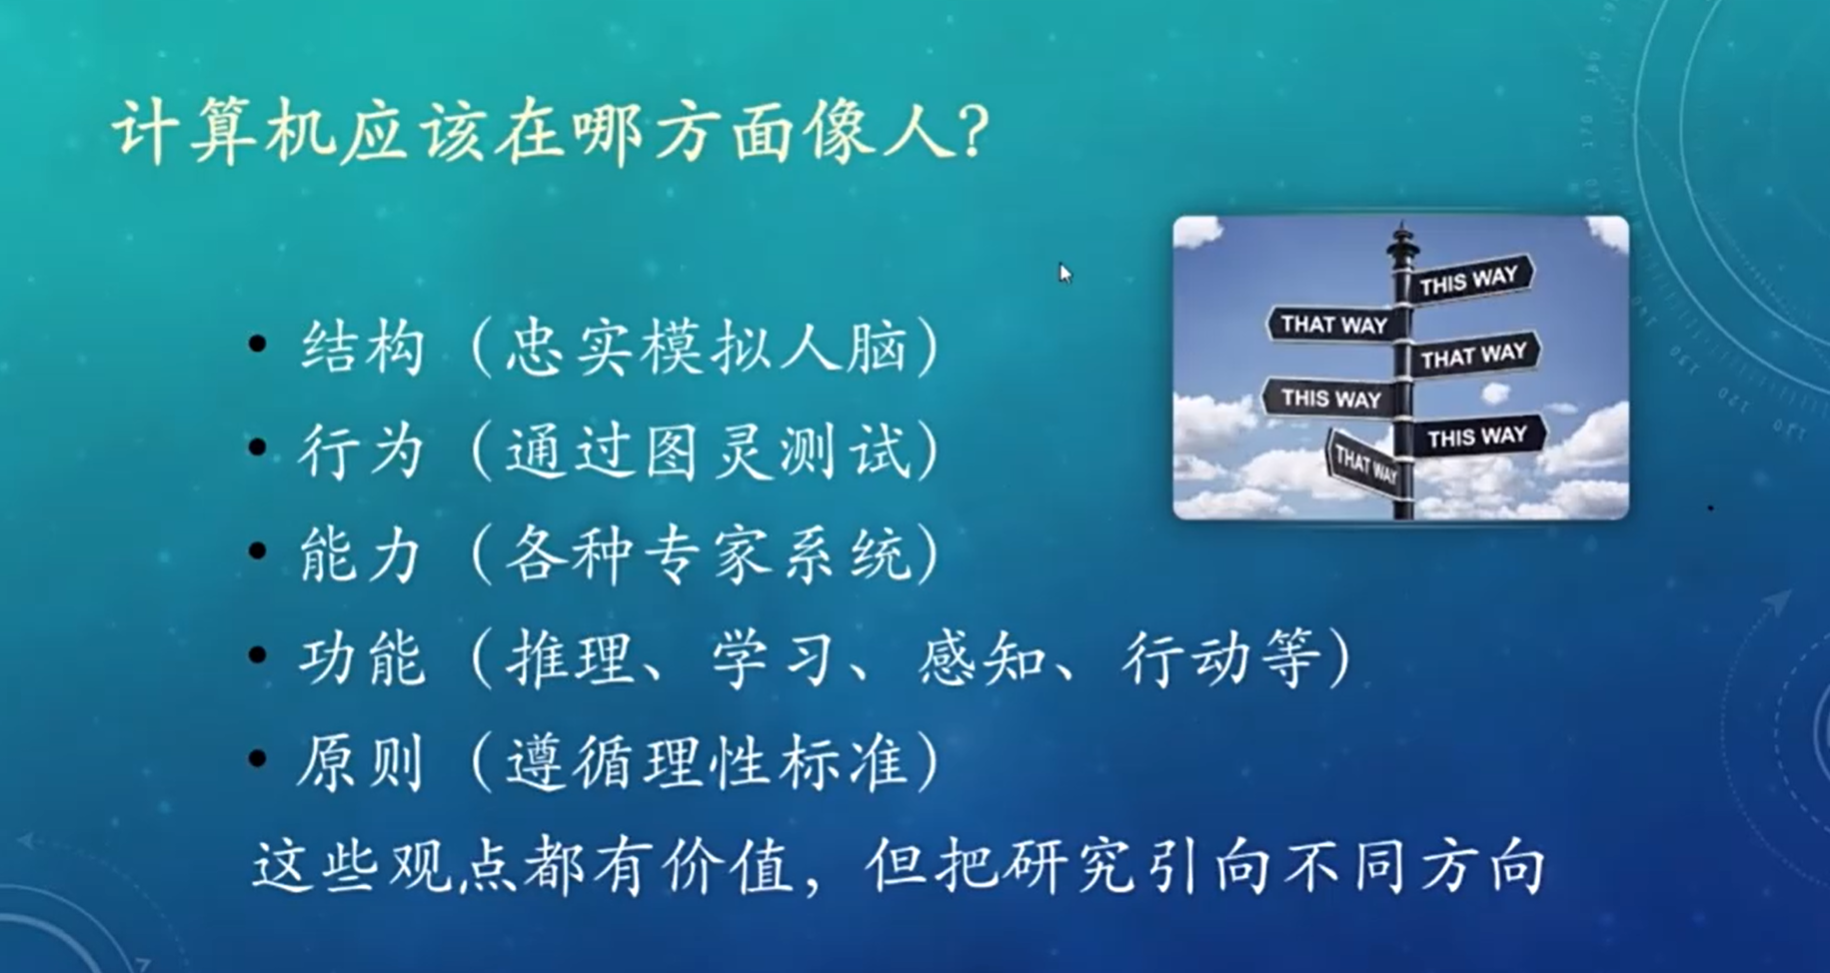 计算机应该在哪方面像人?
• 结构（忠实模拟人脑）
• 行为（通过图灵测试）
• 能力（各种专家系统）
• 功能（推理、学习、感知、行动等）
• 原则（遵循理性标准）
这些观点都有价值，但把研究引向不同方向
THIS WAY
THAT WAY
THAT WAY
THIS WAY
THIS WAY
THAT WAY
7